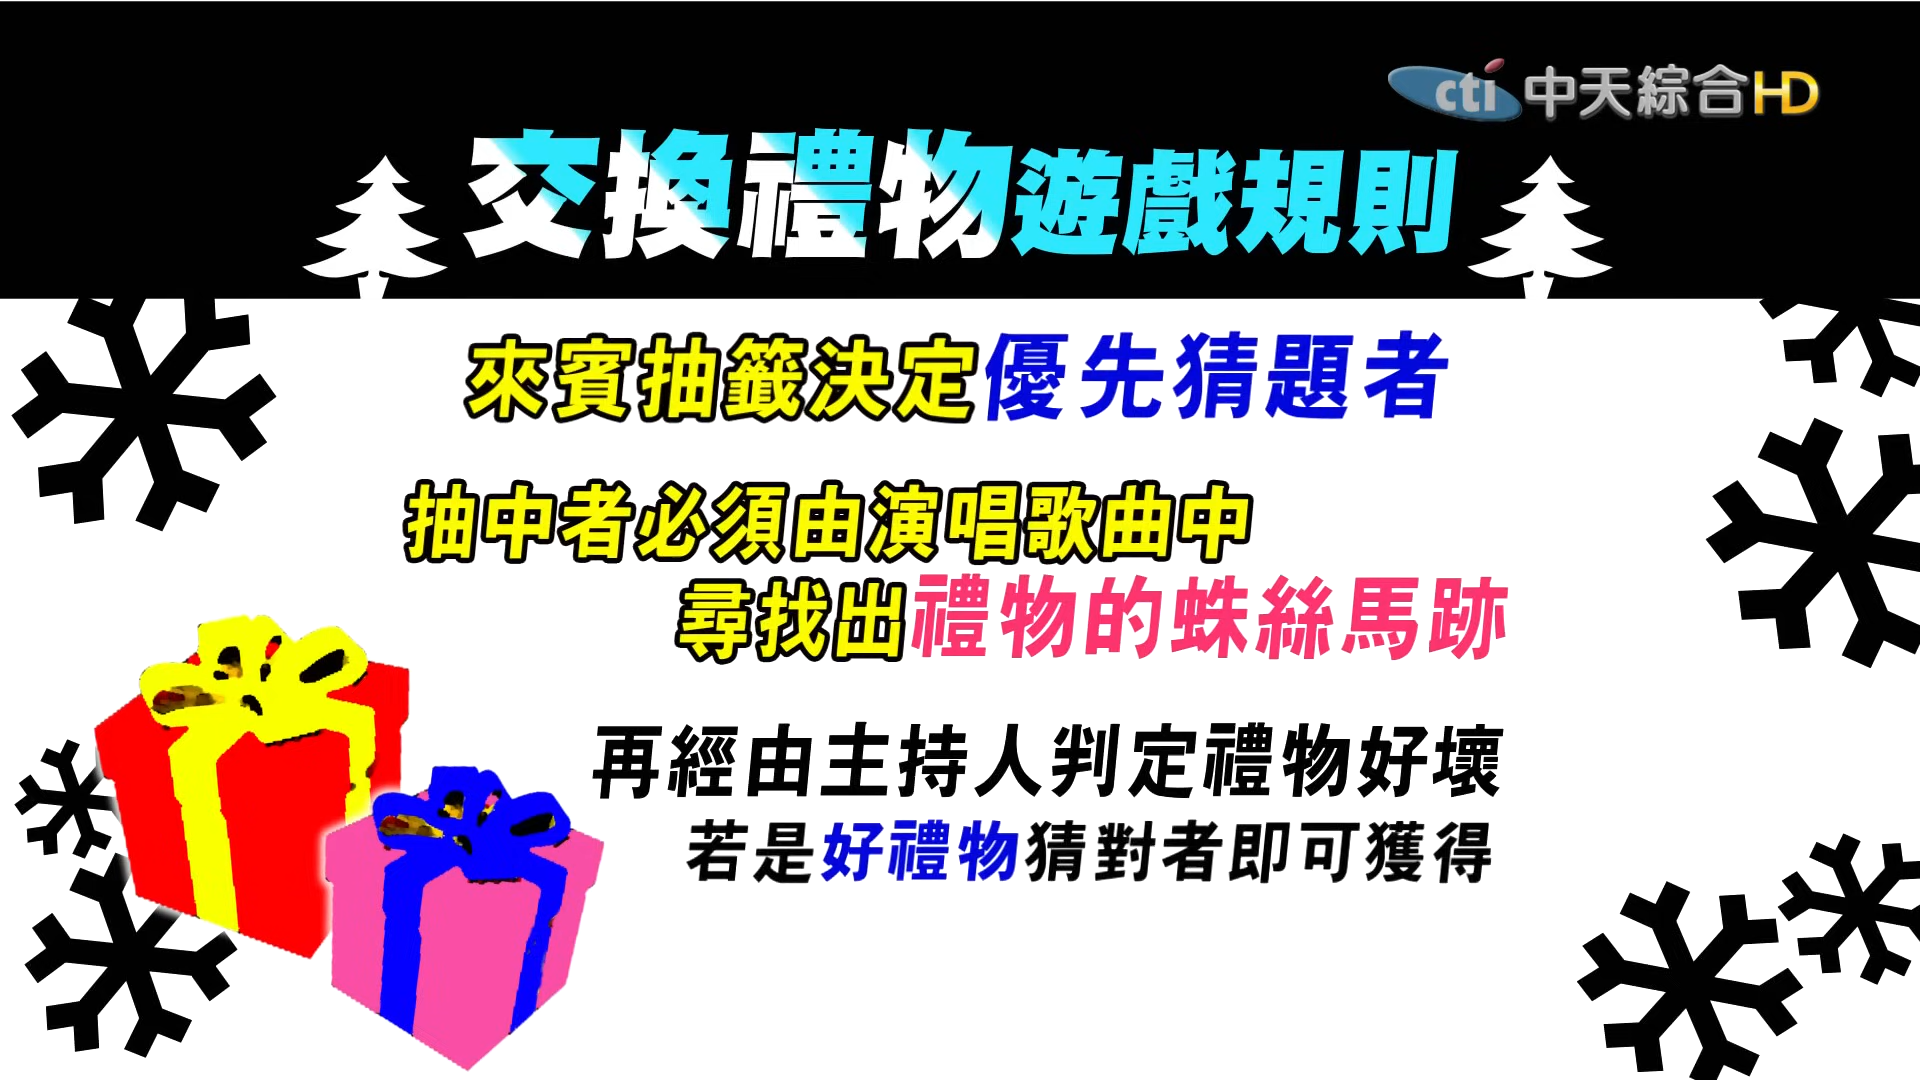 cti 中天綜合HD
交換禮物遊戲規則
來賓抽籤決定優先猜題者
抽中者必須由演唱歌曲中
尋找出禮物的蛛絲馬跡
再經由主持人判定禮物好壞
若是好禮物猜對者即可獲得